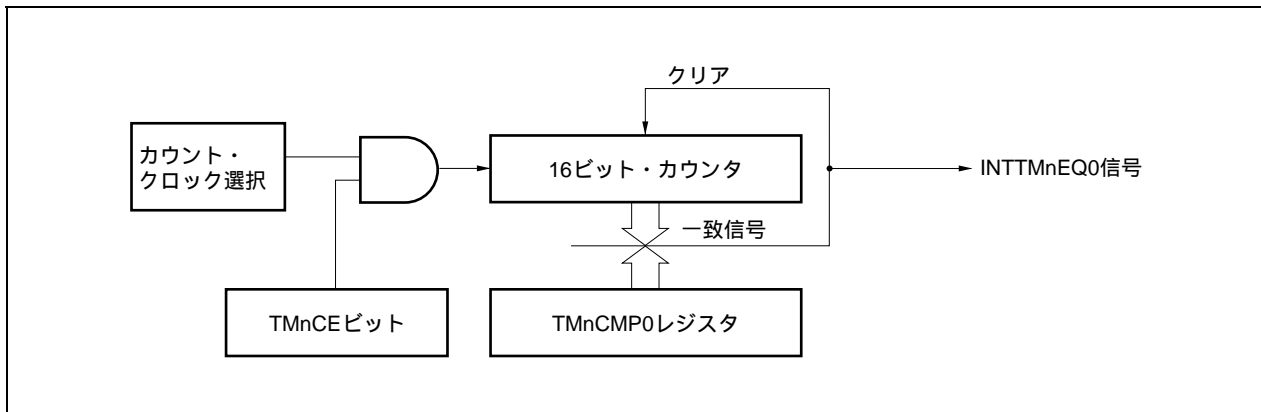 クリア
カウント・
クロック選択
16ビット・カウンタ
INTTMnEQ0信号
一致信号
TMnCEビット
TMnCMP0レジスタ